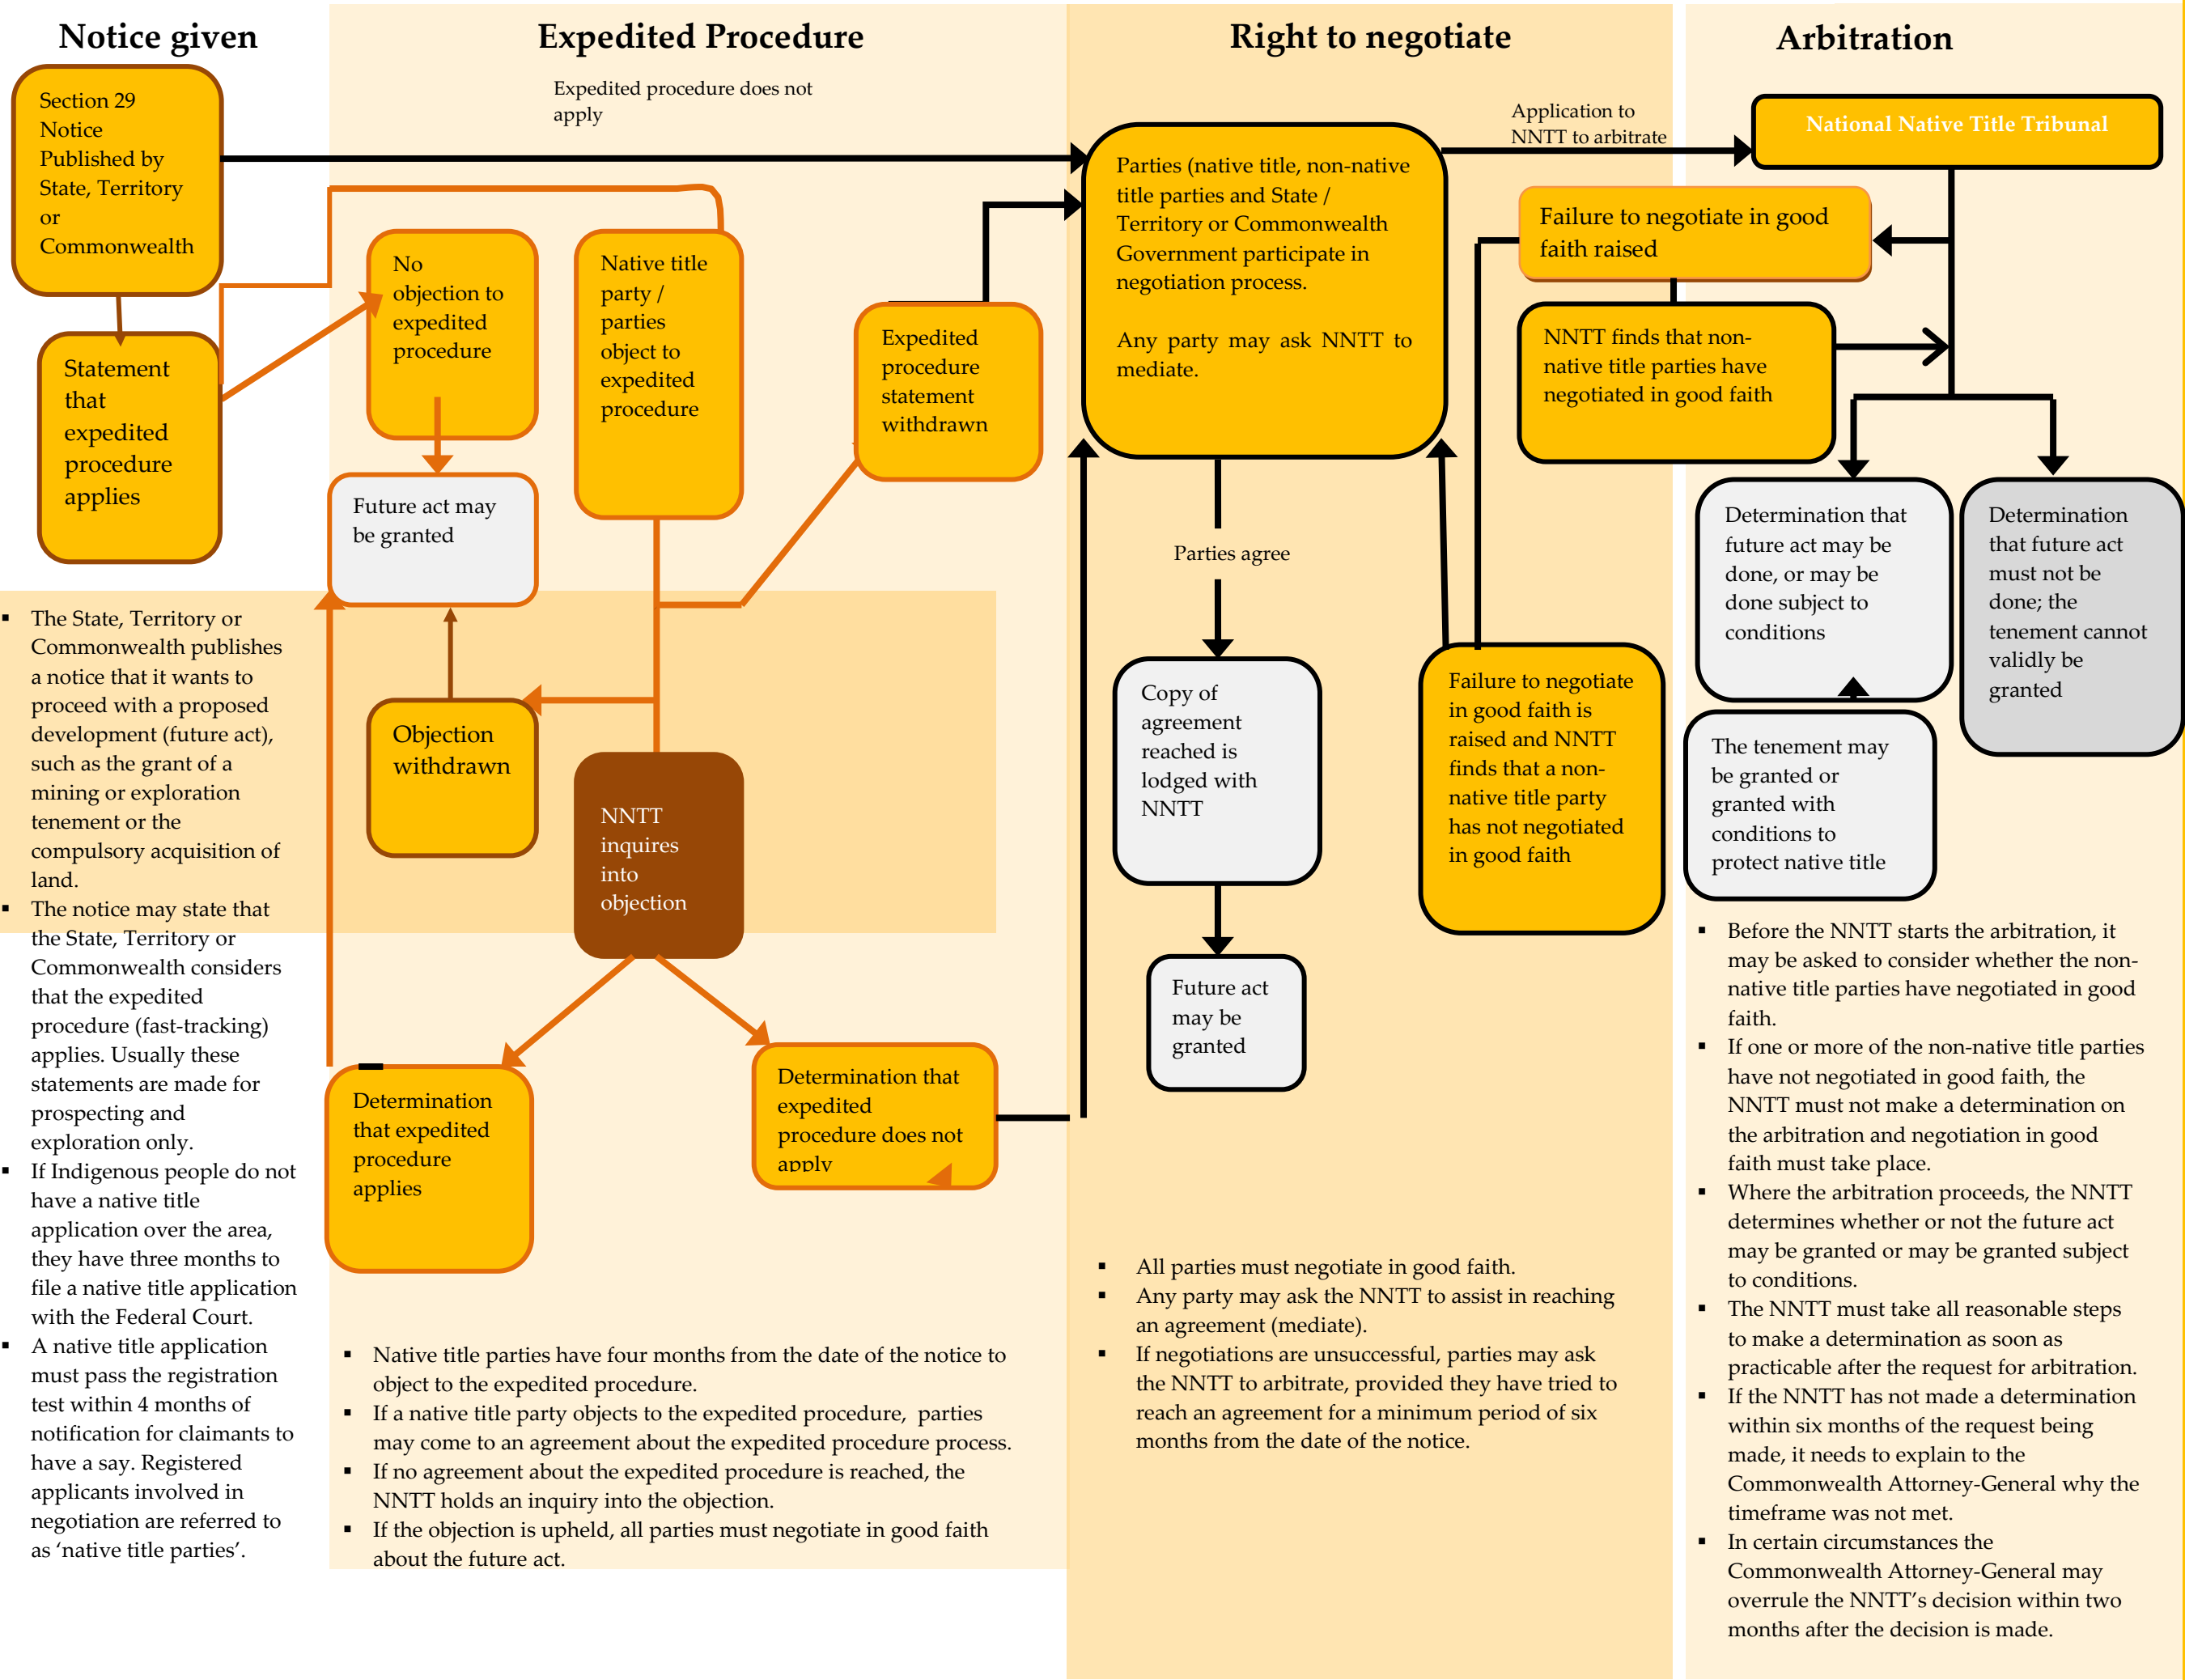 Notice given
Section 29
Notice
Published by
State, Territory
or
Commonwealth
Statement
that
expedited
procedure
applies
▪ The State, Territory or
Commonwealth publishes
a notice that it wants to
proceed with a proposed
development (future act),
such as the grant of a
mining or exploration
tenement or the
compulsory acquisition of
land.
▪ The notice may state that
the State, Territory or
Commonwealth considers
that the expedited
procedure (fast-tracking)
applies. Usually these
statements are made for
prospecting and
exploration only.
▪ If Indigenous people do not
have a native title
application over the area,
they have three months to
file a native title application
with the Federal Court.
▪ A native title application
must pass the registration
test within 4 months of
notification for claimants to
have a say. Registered
applicants involved in
negotiation are referred to
as ‘native title parties’.
Expedited Procedure
Expedited procedure does not
apply
No
objection to
expedited
procedure
Native title
party /
parties
object to
expedited
procedure
Expedited
procedure
statement
withdrawn
Future act may
be granted
Objection
withdrawn
NNTT
inquires
into
objection
Determination
that expedited
procedure
applies
Determination that
expedited
procedure does not
apply
▪ Native title parties have four months from the date of the notice to
object to the expedited procedure.
▪ If a native title party objects to the expedited procedure, parties
may come to an agreement about the expedited procedure process.
▪ If no agreement about the expedited procedure is reached, the
NNTT holds an inquiry into the objection.
▪ If the objection is upheld, all parties must negotiate in good faith
about the future act.
Right to negotiate
Parties (native title, non-native
title parties and State /
Territory or Commonwealth
Government participate in
negotiation process.
Any party may ask NNTT to
mediate.
Application to
NNTT to arbitrate
Parties agree
Copy of
agreement
reached is
lodged with
NNTT
Future act
may be
granted
Failure to negotiate
in good faith is
raised and NNTT
finds that a non-
native title party
has not negotiated
in good faith
▪ All parties must negotiate in good faith.
▪ Any party may ask the NNTT to assist in reaching
an agreement (mediate).
▪ If negotiations are unsuccessful, parties may ask
the NNTT to arbitrate, provided they have tried to
reach an agreement for a minimum period of six
months from the date of the notice.
Arbitration
National Native Title Tribunal
Failure to negotiate in good
faith raised
NNTT finds that non-
native title parties have
negotiated in good faith
Determination that
future act may be
done, or may be
done subject to
conditions
Determination
that future act
must not be
done; the
tenement cannot
validly be
granted
The tenement may
be granted or
granted with
conditions to
protect native title
▪ Before the NNTT starts the arbitration, it
may be asked to consider whether the non-
native title parties have negotiated in good
faith.
▪ If one or more of the non-native title parties
have not negotiated in good faith, the
NNTT must not make a determination on
the arbitration and negotiation in good
faith must take place.
▪ Where the arbitration proceeds, the NNTT
determines whether or not the future act
may be granted or may be granted subject
to conditions.
▪ The NNTT must take all reasonable steps
to make a determination as soon as
practicable after the request for arbitration.
▪ If the NNTT has not made a determination
within six months of the request being
made, it needs to explain to the
Commonwealth Attorney-General why the
timeframe was not met.
▪ In certain circumstances the
Commonwealth Attorney-General may
overrule the NNTT’s decision within two
months after the decision is made.